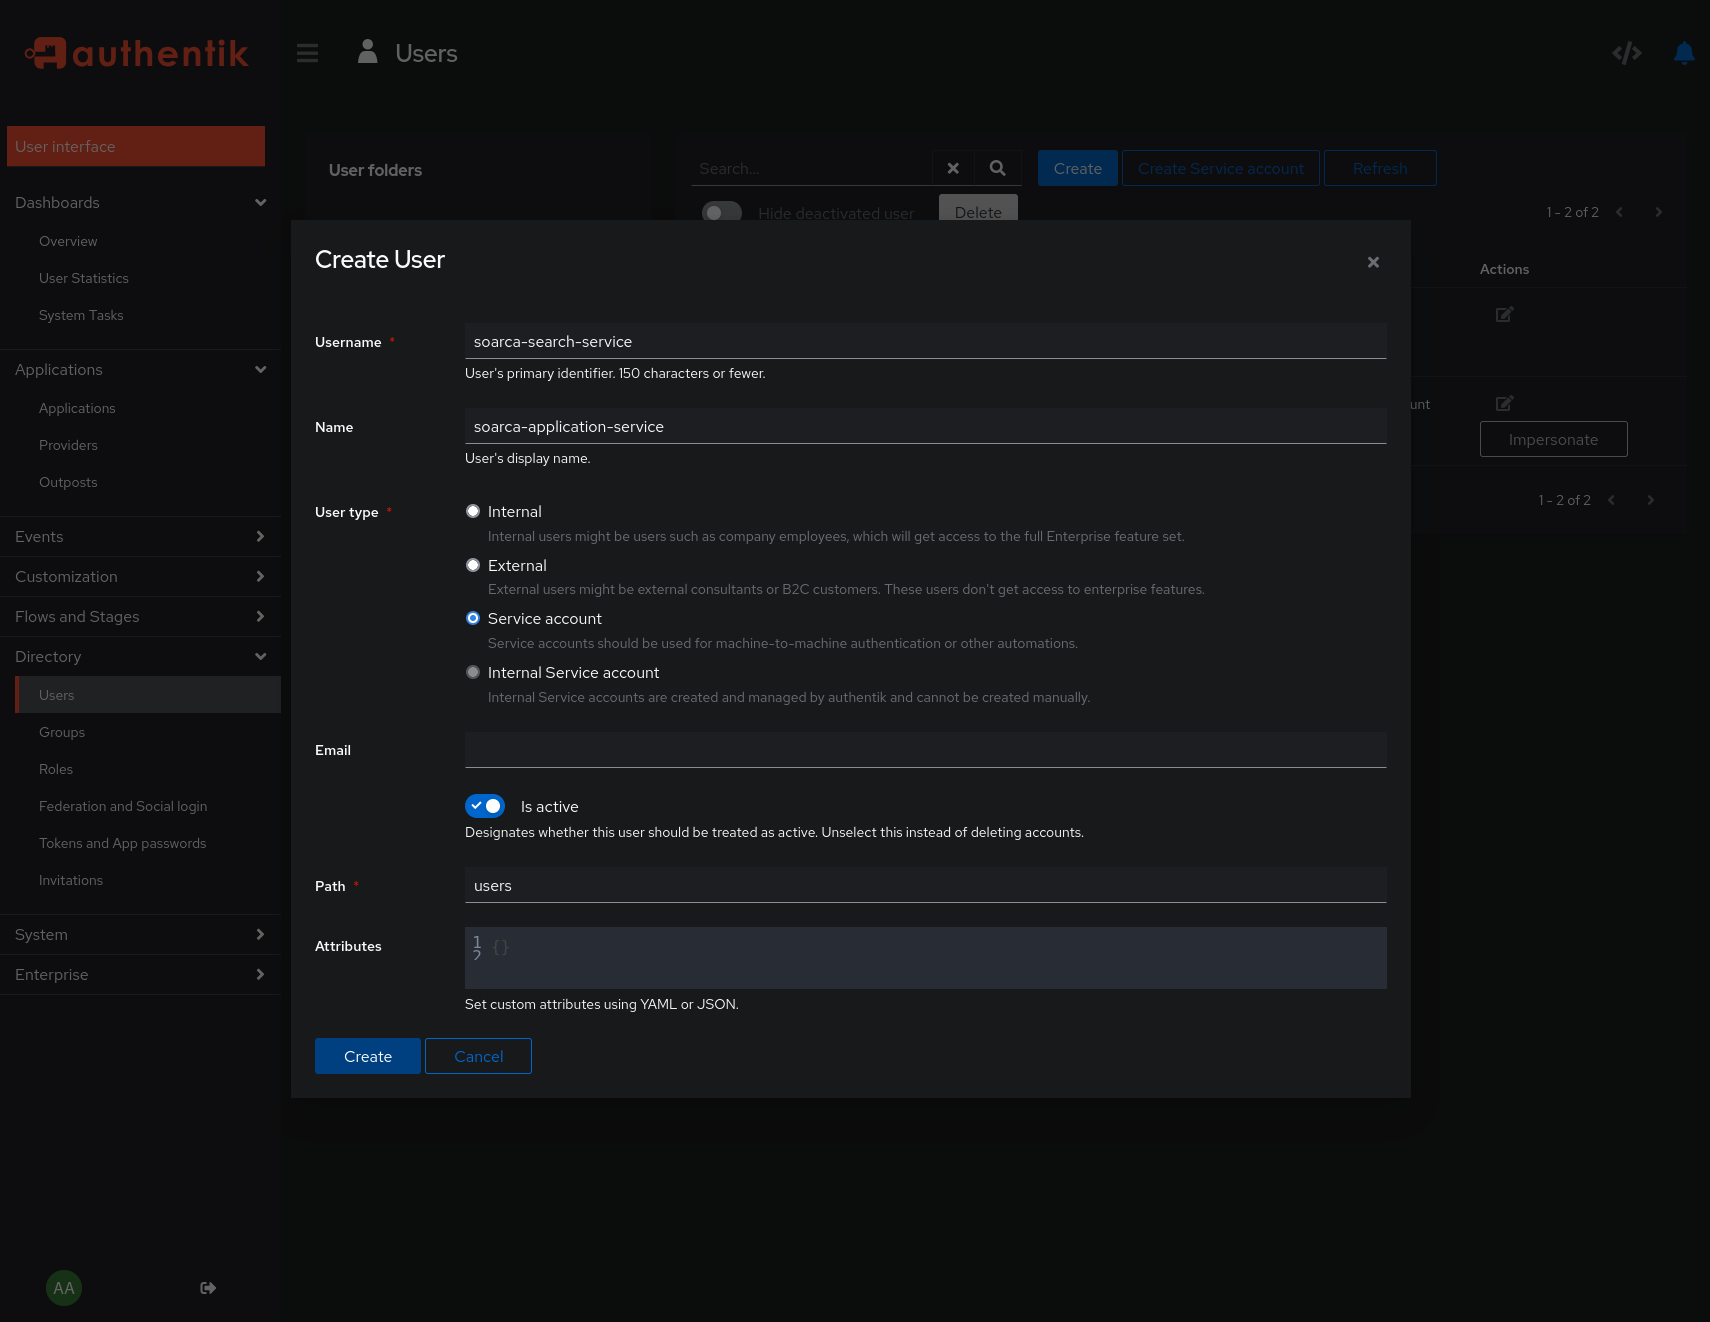 authentik
Users
User interface
Dashboards
Overview
User Statistics
System Tasks
Applications
Applications
Providers
Outposts
Events
Customization
Flows and Stages
Directory
Users
Groups
Roles
Federation and Social login
Tokens and App passwords
Invitations
System
Enterprise
AA
User folders
Search...
Create
Create Service account
Refresh
Hide deactivated user
Delete
1 - 2 of 2
Actions
unt
Impersonate
1 - 2 of 2
Create User
Username *
soarca-search-service
User's primary identifier. 150 characters or fewer.
Name
soarca-application-service
User's display name.
User type *
Internal
Internal users might be users such as company employees, which will get access to the full Enterprise feature set.
External
External users might be external consultants or B2C customers. These users don't get access to enterprise features.
Service account
Service accounts should be used for machine-to-machine authentication or other automations.
Internal Service account
Internal Service accounts are created and managed by authentik and cannot be created manually.
Email
Is active
Designates whether this user should be treated as active. Unselect this instead of deleting accounts.
Path *
users
Attributes
1 {}
2
Set custom attributes using YAML or JSON.
Create
Cancel